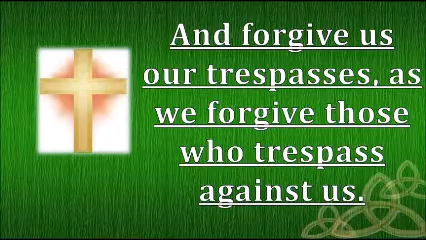 And forgive us
our trespasses, as
we forgive those
who trespass
against us.